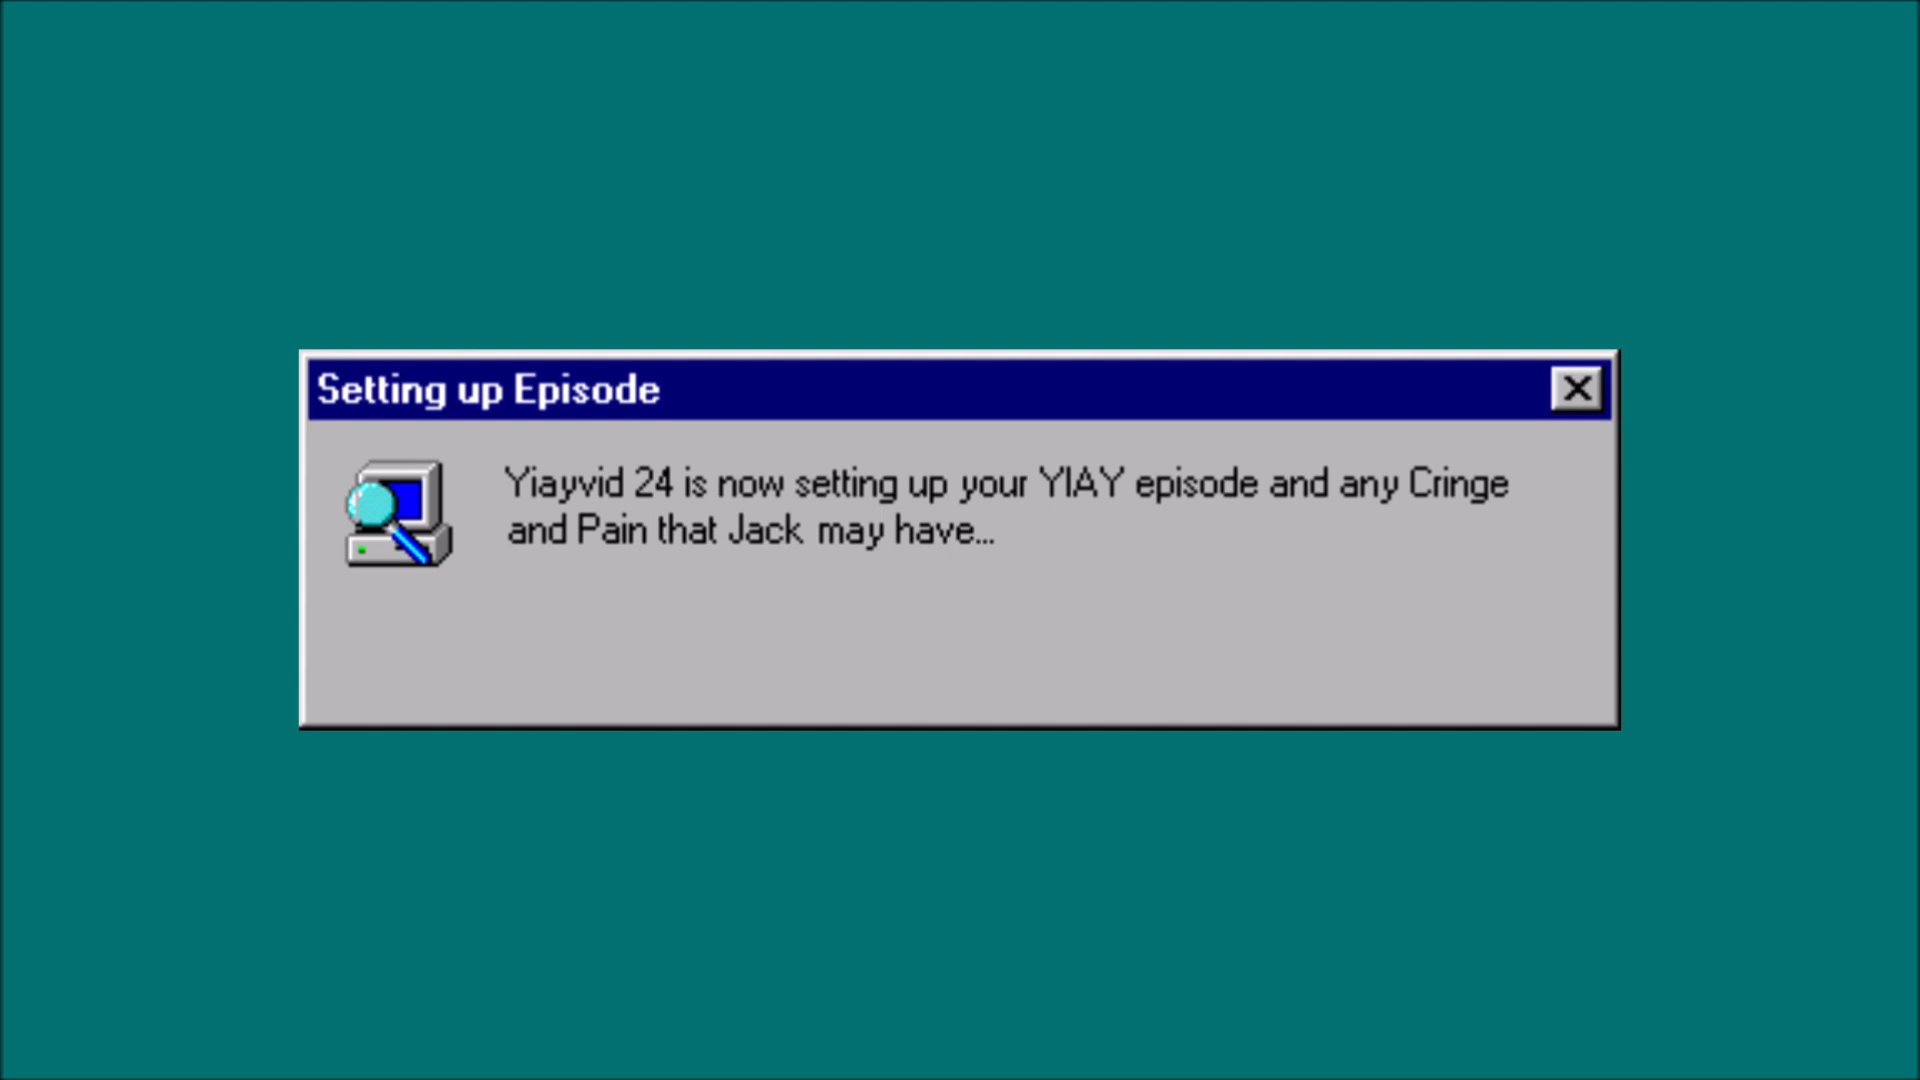 Setting up Episode
Yiayvid 24 is now setting up your YIAY episode and any Cringe
and Pain that Jack may have...